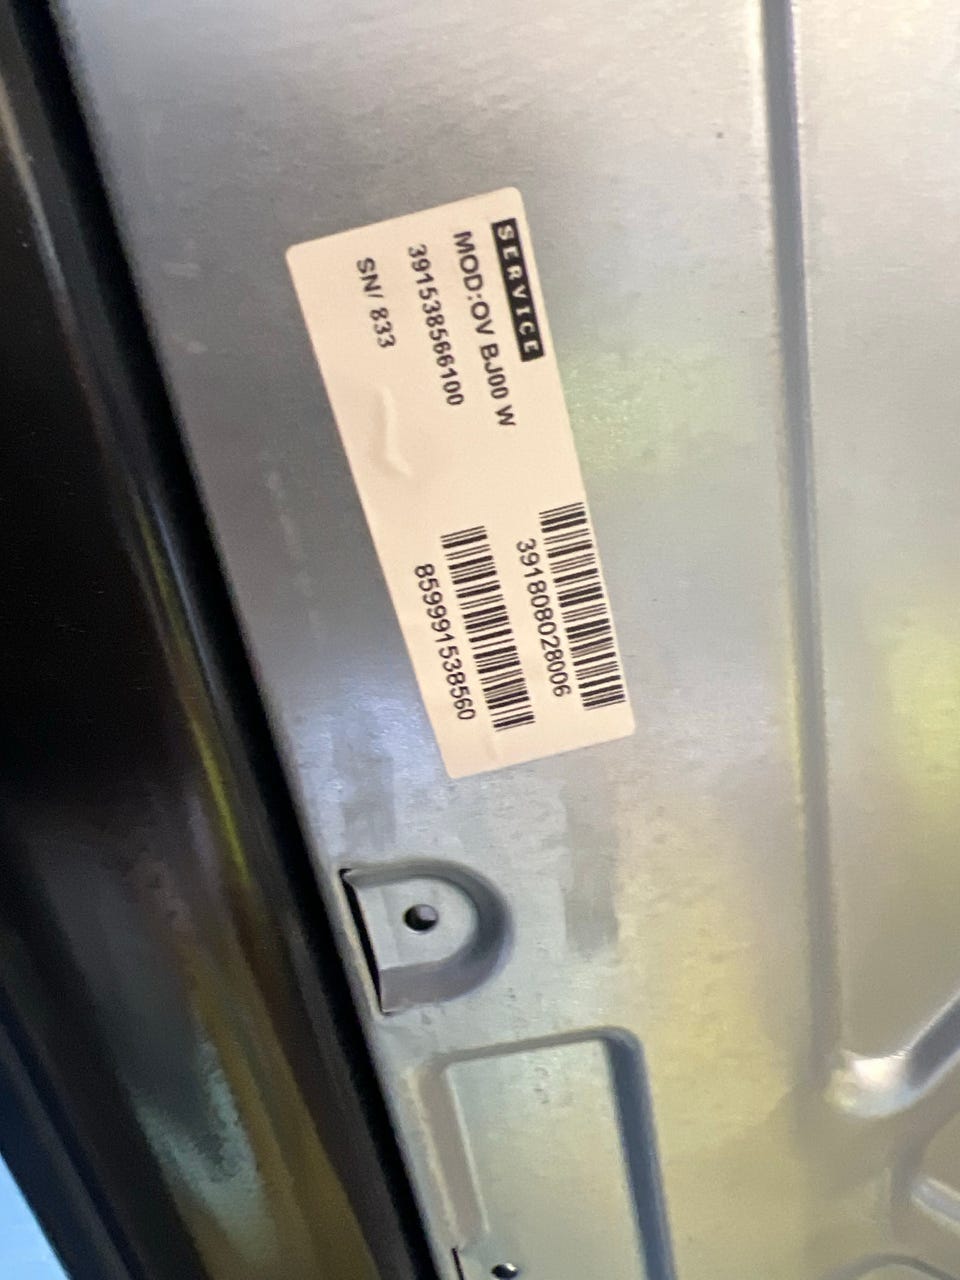 SERVICE
MOD:OV BJ00 W
391538566100
SN/ 833
391808028006
859991538560